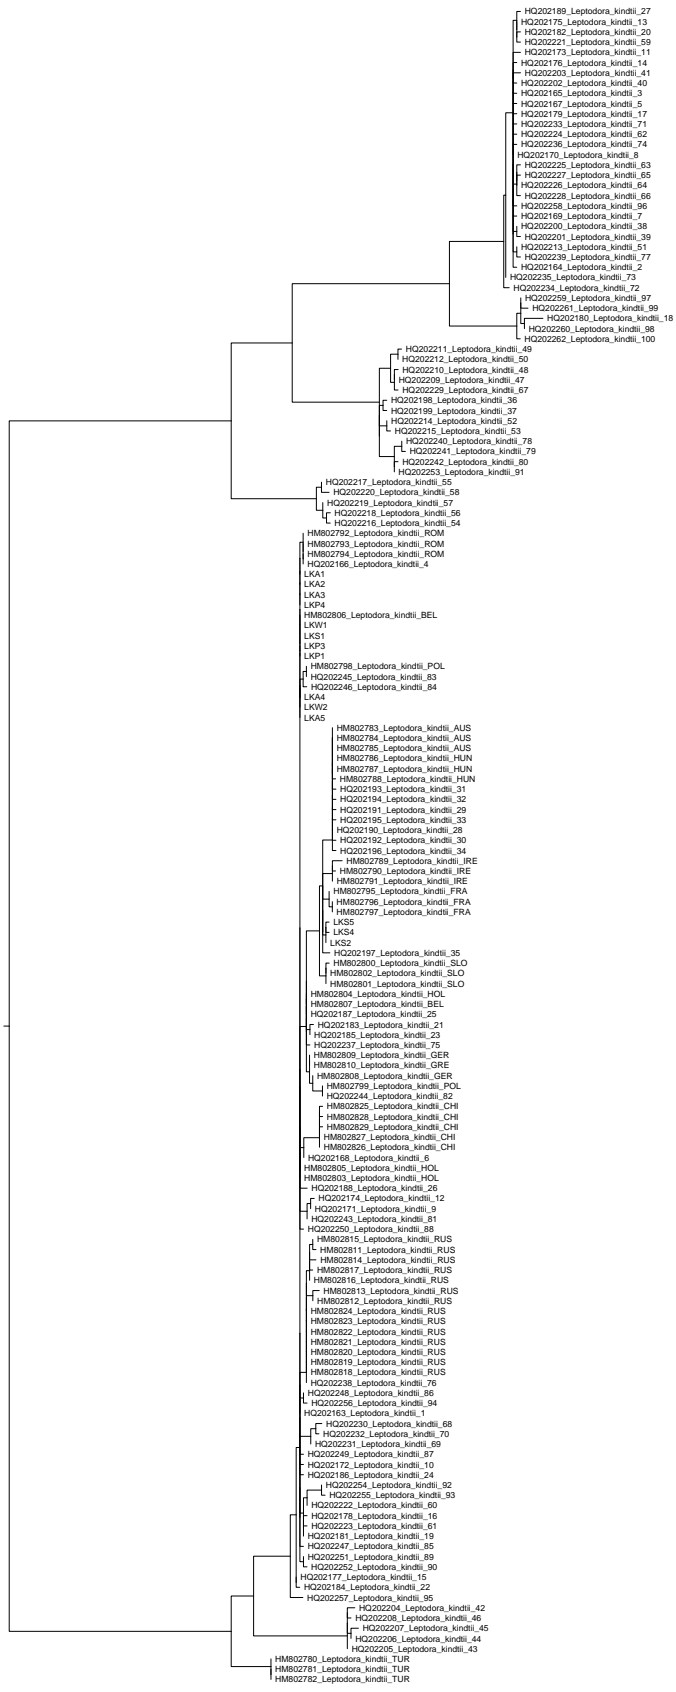 HQ202189_Leptodora_kindtii_27
HQ202175_Leptodora_kindtii_13
HQ202182_Leptodora_kindtii_20
HQ202221_Leptodora_kindtii_59
HQ202173_Leptodora_kindtii_11
HQ202176_Leptodora_kindtii_14
HQ202203_Leptodora_kindtii_41
HQ202202_Leptodora_kindtii_40
HQ202165_Leptodora_kindtii_3
HQ202167_Leptodora_kindtii_5
HQ202179_Leptodora_kindtii_17
HQ202233_Leptodora_kindtii_71
HQ202224_Leptodora_kindtii_62
HQ202236_Leptodora_kindtii_74
HQ202170_Leptodora_kindtii_8
HQ202225_Leptodora_kindtii_63
HQ202227_Leptodora_kindtii_65
HQ202226_Leptodora_kindtii_64
HQ202228_Leptodora_kindtii_66
HQ202258_Leptodora_kindtii_96
HQ202169_Leptodora_kindtii_7
HQ202200_Leptodora_kindtii_38
HQ202201_Leptodora_kindtii_39
HQ202213_Leptodora_kindtii_51
HQ202239_Leptodora_kindtii_77
HQ202164_Leptodora_kindtii_2
HQ202235_Leptodora_kindtii_73
HQ202234_Leptodora_kindtii_72
HQ202259_Leptodora_kindtii_97
HQ202261_Leptodora_kindtii_99
HQ202180_Leptodora_kindtii_18
HQ202260_Leptodora_kindtii_98
HQ202262_Leptodora_kindtii_100
HQ202211_Leptodora_kindtii_49
HQ202212_Leptodora_kindtii_50
HQ202210_Leptodora_kindtii_48
HQ202209_Leptodora_kindtii_47
HQ202229_Leptodora_kindtii_67
HQ202198_Leptodora_kindtii_36
HQ202199_Leptodora_kindtii_37
HQ202214_Leptodora_kindtii_52
HQ202215_Leptodora_kindtii_53
HQ202240_Leptodora_kindtii_78
HQ202241_Leptodora_kindtii_79
HQ202242_Leptodora_kindtii_80
HQ202253_Leptodora_kindtii_91
HQ202217_Leptodora_kindtii_55
HQ202220_Leptodora_kindtii_58
HQ202219_Leptodora_kindtii_57
HQ202218_Leptodora_kindtii_56
HQ202216_Leptodora_kindtii_54
HM802792_Leptodora_kindtii_ROM
HM802793_Leptodora_kindtii_ROM
HM802794_Leptodora_kindtii_ROM
HQ202166_Leptodora_kindtii_4
LKA1
LKA2
LKA3
LKP4
HM802806_Leptodora_kindtii_BEL
LKW1
LKS1
LKP3
LKP1
HM802798_Leptodora_kindtii_POL
HQ202245_Leptodora_kindtii_83
HQ202246_Leptodora_kindtii_84
LKA4
LKW2
LKA5
HM802783_Leptodora_kindtii_AUS
HM802784_Leptodora_kindtii_AUS
HM802785_Leptodora_kindtii_AUS
HM802786_Leptodora_kindtii_HUN
HM802787_Leptodora_kindtii_HUN
HM802788_Leptodora_kindtii_HUN
HQ202193_Leptodora_kindtii_31
HQ202194_Leptodora_kindtii_32
HQ202191_Leptodora_kindtii_29
HQ202195_Leptodora_kindtii_33
HQ202190_Leptodora_kindtii_28
HQ202192_Leptodora_kindtii_30
HQ202196_Leptodora_kindtii_34
HM802789_Leptodora_kindtii_IRE
HM802790_Leptodora_kindtii_IRE
HM802791_Leptodora_kindtii_IRE
HM802795_Leptodora_kindtii_FRA
HM802796_Leptodora_kindtii_FRA
HM802797_Leptodora_kindtii_FRA
LKS5
LKS4
LKS2
HQ202197_Leptodora_kindtii_35
HM802800_Leptodora_kindtii_SLO
HM802802_Leptodora_kindtii_SLO
HM802801_Leptodora_kindtii_SLO
HM802804_Leptodora_kindtii_HOL
HM802807_Leptodora_kindtii_BEL
HQ202187_Leptodora_kindtii_25
HQ202183_Leptodora_kindtii_21
HQ202185_Leptodora_kindtii_23
HQ202237_Leptodora_kindtii_75
HM802809_Leptodora_kindtii_GER
HM802810_Leptodora_kindtii_GRE
HM802808_Leptodora_kindtii_GER
HM802799_Leptodora_kindtii_POL
HQ202244_Leptodora_kindtii_82
HM802825_Leptodora_kindtii_CHI
HM802828_Leptodora_kindtii_CHI
HM802829_Leptodora_kindtii_CHI
HM802827_Leptodora_kindtii_CHI
HM802826_Leptodora_kindtii_CHI
HQ202168_Leptodora_kindtii_6
HM802805_Leptodora_kindtii_HOL
HM802803_Leptodora_kindtii_HOL
HQ202188_Leptodora_kindtii_26
HQ202174_Leptodora_kindtii_12
HQ202171_Leptodora_kindtii_9
HQ202243_Leptodora_kindtii_81
HQ202250_Leptodora_kindtii_88
HM802815_Leptodora_kindtii_RUS
HM802811_Leptodora_kindtii_RUS
HM802814_Leptodora_kindtii_RUS
HM802817_Leptodora_kindtii_RUS
HM802816_Leptodora_kindtii_RUS
HM802813_Leptodora_kindtii_RUS
HM802812_Leptodora_kindtii_RUS
HM802824_Leptodora_kindtii_RUS
HM802823_Leptodora_kindtii_RUS
HM802822_Leptodora_kindtii_RUS
HM802821_Leptodora_kindtii_RUS
HM802820_Leptodora_kindtii_RUS
HM802819_Leptodora_kindtii_RUS
HM802818_Leptodora_kindtii_RUS
HQ202238_Leptodora_kindtii_76
HQ202248_Leptodora_kindtii_86
HQ202256_Leptodora_kindtii_94
HQ202163_Leptodora_kindtii_1
HQ202230_Leptodora_kindtii_68
HQ202232_Leptodora_kindtii_70
HQ202231_Leptodora_kindtii_69
HQ202249_Leptodora_kindtii_87
HQ202172_Leptodora_kindtii_10
HQ202186_Leptodora_kindtii_24
HQ202254_Leptodora_kindtii_92
HQ202255_Leptodora_kindtii_93
HQ202222_Leptodora_kindtii_60
HQ202178_Leptodora_kindtii_16
HQ202223_Leptodora_kindtii_61
HQ202181_Leptodora_kindtii_19
HQ202247_Leptodora_kindtii_85
HQ202251_Leptodora_kindtii_89
HQ202252_Leptodora_kindtii_90
HQ202177_Leptodora_kindtii_15
HQ202184_Leptodora_kindtii_22
HQ202257_Leptodora_kindtii_95
HQ202204_Leptodora_kindtii_42
HQ202208_Leptodora_kindtii_46
HQ202207_Leptodora_kindtii_45
HQ202206_Leptodora_kindtii_44
HQ202205_Leptodora_kindtii_43
HM802780_Leptodora_kindtii_TUR
HM802781_Leptodora_kindtii_TUR
HM802782_Leptodora_kindtii_TUR